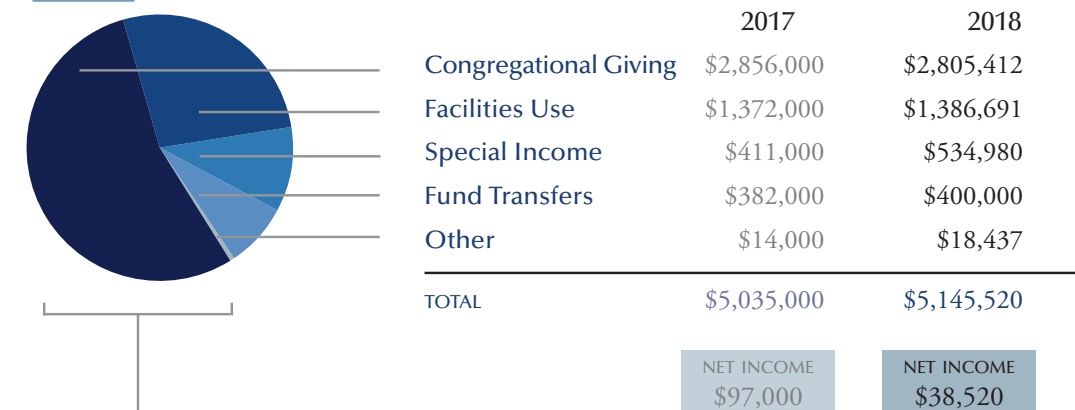 2017 2018
Congregational Giving $2,856,000 $2,805,412
Facilities Use $1,372,000 $1,386,691
Special Income $411,000 $534,980
Fund Transfers $382,000 $400,000
Other $14,000 $18,437
TOTAL $5,035,000 $5,145,520
NET INCOME NET INCOME
$97,000 $38,520